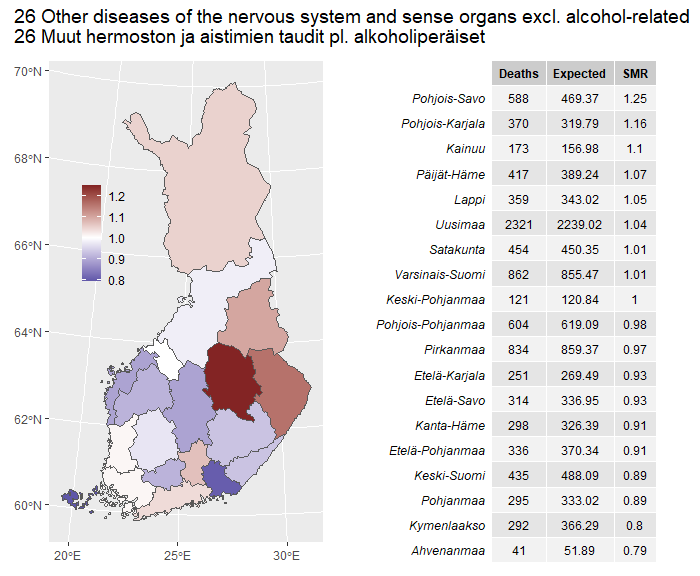 26 Other diseases of the nervous system and sense organs excl. alcohol-related
26 Muut hermoston ja aistimien taudit pl. alkoholiperäiset
70°N
68°N
66°N
64°N
62°N
60°N
20°E 25°E 30°E
1.2
1.1
1.0
0.9
0.8
Deaths Expected SMR
Pohjois-Savo 588 469.37 1.25
Pohjois-Karjala 370 319.79 1.16
Kainuu 173 156.98 1.1
Päijät-Häme 417 389.24 1.07
Lappi 359 343.02 1.05
Uusimaa 2321 2239.02 1.04
Satakunta 454 450.35 1.01
Varsinais-Suomi 862 855.47 1.01
Keski-Pohjanmaa 121 120.84 1
Pohjois-Pohjanmaa 604 619.09 0.98
Pirkanmaa 834 859.37 0.97
Etelä-Karjala 251 269.49 0.93
Etelä-Savo 314 336.95 0.93
Kanta-Häme 298 326.39 0.91
Etelä-Pohjanmaa 336 370.34 0.91
Keski-Suomi 435 488.09 0.89
Pohjanmaa 295 333.02 0.89
Kymenlaakso 292 366.29 0.8
Ahvenanmaa 41 51.89 0.79